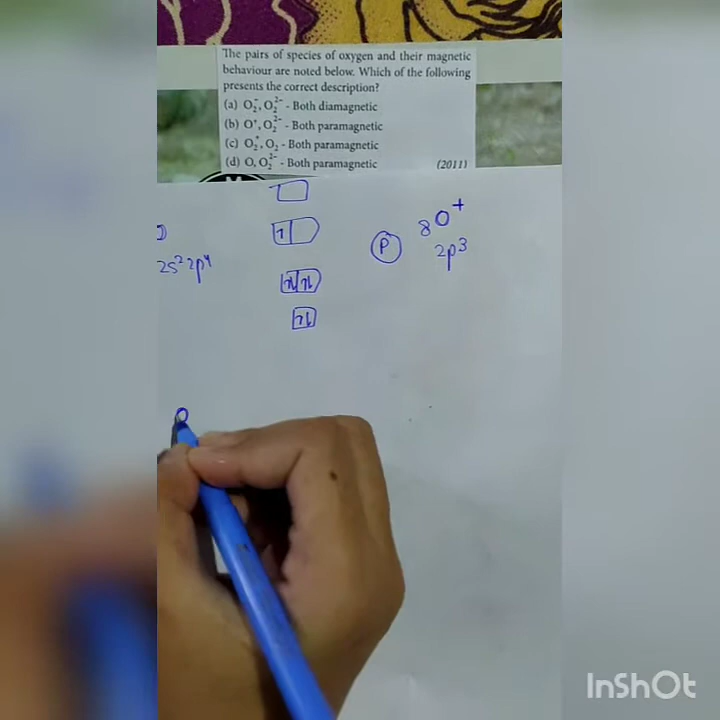 The pairs of species of oxygen and their magnetic
behaviour are noted below. Which of the following
presents the correct description?
(a) O₂⁻, O₂²⁻ - Both diamagnetic
(b) O⁺, O₂²⁻ - Both paramagnetic
(c) O₂⁺, O₂ - Both paramagnetic
(d) O, O₂²⁻ - Both paramagnetic (2011)
₈O⁺
P
2p³
2s² 2p⁴
O
InShOt